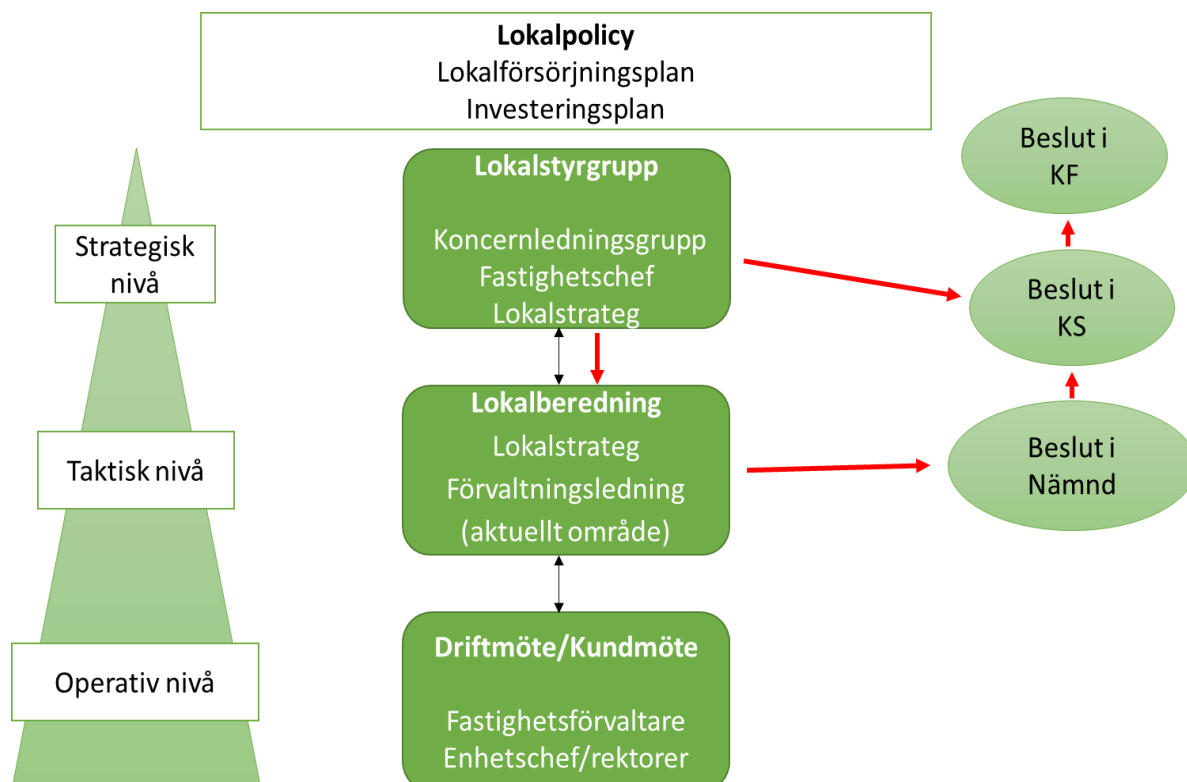 Lokalpolicy
Lokalförsörjningsplan
Investeringsplan
Strategisk
nivå
Taktisk nivå
Operativ nivå
Lokalstyrgrupp
Koncernledningsgrupp
Fastighetschef
Lokalstrateg
Lokalberedning
Lokalstrateg
Förvaltningsledning
(aktuellt område)
Driftmöte/Kundmöte
Fastighetsförvaltare
Enhetschef/rektorer
Beslut i
KF
Beslut i
KS
Beslut i
Nämnd